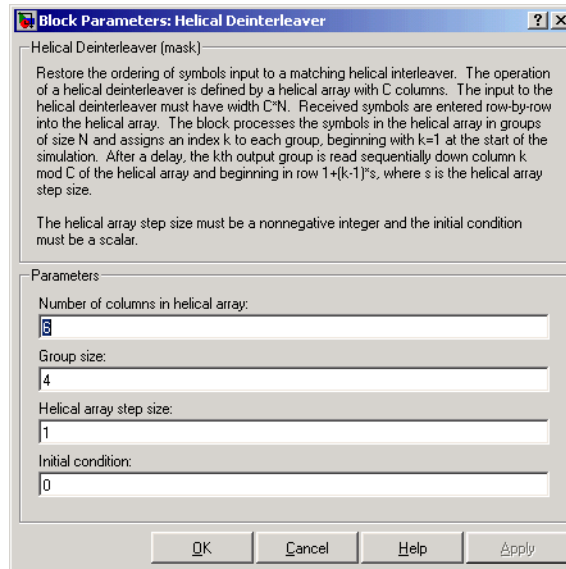 Block Parameters: Helical Deinterleaver
Helical Deinterleaver (mask)
Restore the ordering of symbols input to a matching helical interleaver. The operation
of a helical deinterleaver is defined by a helical array with C columns. The input to the
helical deinterleaver must have width C*N. Received symbols are entered row-by-row
into the helical array. The block processes the symbols in the helical array in groups
of size N and assigns an index k to each group, beginning with k=1 at the start of the
simulation. After a delay, the kth output group is read sequentially down column k
mod C of the helical array and beginning in row 1+(k-1)*s, where s is the helical array
step size.
The helical array step size must be a nonnegative integer and the initial condition
must be a scalar.
Parameters
Number of columns in helical array:
6
Group size:
4
Helical array step size:
1
Initial condition:
0
OK Cancel Help Apply